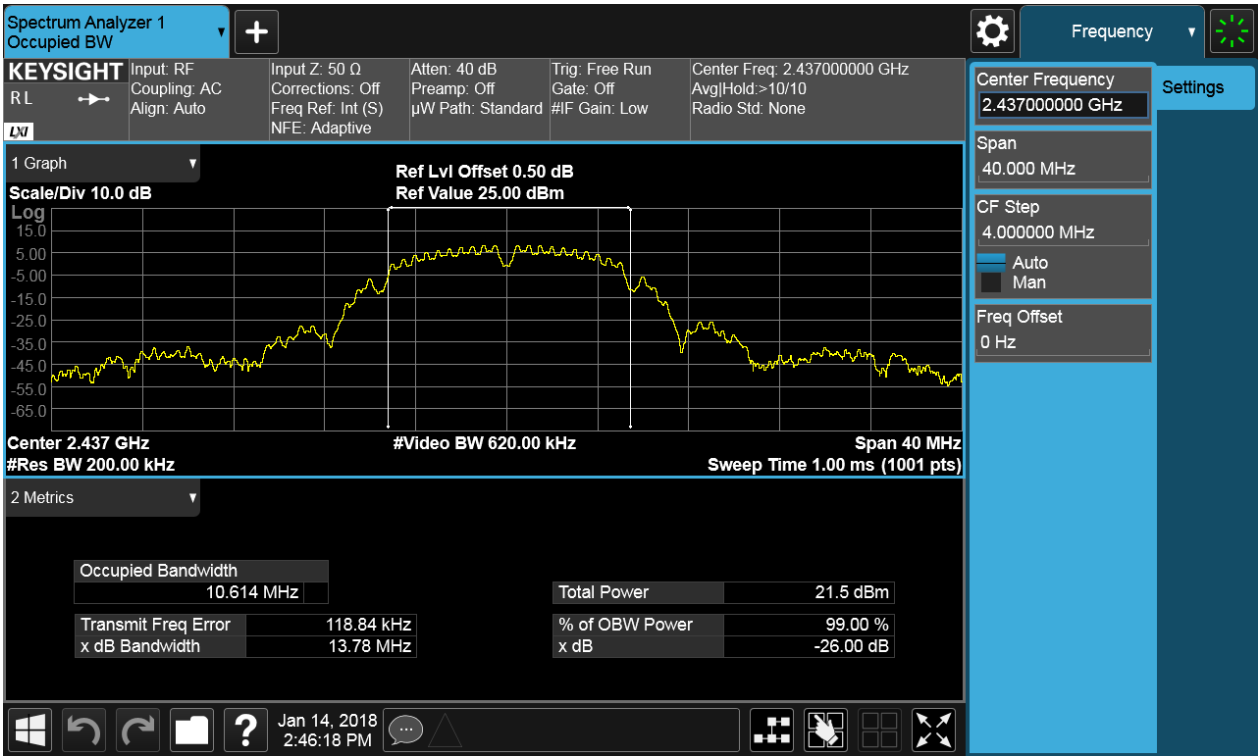 Spectrum Analyzer 1
Occupied BW
+
Frequency
KEYSIGHT
R L
LXI
Input: RF
Coupling: AC
Align: Auto
Input Z: 50 Ω
Corrections: Off
Freq Ref: Int (S)
NFE: Adaptive
Atten: 40 dB
Preamp: Off
µW Path: Standard
Trig: Free Run
Gate: Off
#IF Gain: Low
Center Freq: 2.437000000 GHz
Avg|Hold:>10/10
Radio Std: None
1 Graph
Scale/Div 10.0 dB
Ref Lvl Offset 0.50 dB
Ref Value 25.00 dBm
Log
15.0
5.00
-5.00
-15.0
-25.0
-35.0
-45.0
-55.0
-65.0
Center 2.437 GHz
#Video BW 620.00 kHz
Span 40 MHz
#Res BW 200.00 kHz
Sweep Time 1.00 ms (1001 pts)
2 Metrics
Occupied Bandwidth
10.614 MHz
Total Power 21.5 dBm
Transmit Freq Error 118.84 kHz
% of OBW Power 99.00 %
x dB Bandwidth 13.78 MHz
x dB -26.00 dB
Center Frequency
2.437000000 GHz
Settings
Span
40.000 MHz
CF Step
4.000000 MHz
Auto
Man
Freq Offset
0 Hz
?
Jan 14, 2018
2:46:18 PM